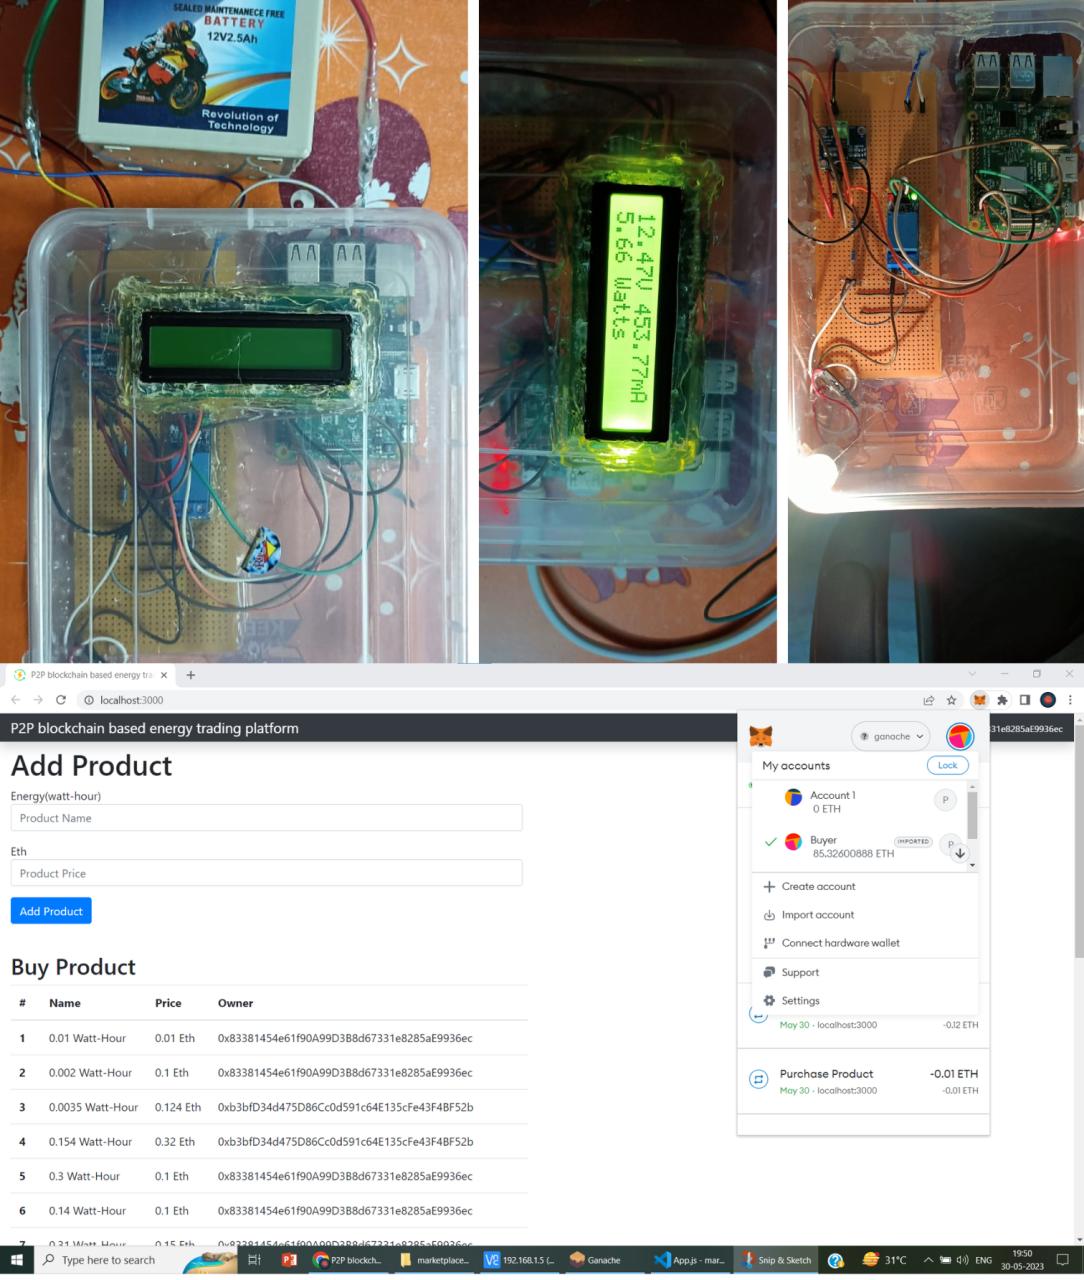 SEALED MAINTENANECE FREE
BATTERY
12V2.5Ah
Revolution of
Technology
12.47V 453.77mA
5.66 Watts
P2P blockchain based energy tra
localhost:3000
P2P blockchain based energy trading platform
331e8285aE9936ec
ganache
My accounts
Lock
Account 1
0 ETH
P
Buyer
IMPORTED
85.32600888 ETH
Create account
Import account
Connect hardware wallet
Support
Settings
May 30 · localhost:3000
-0.12 ETH
Purchase Product
-0.01 ETH
May 30 · localhost:3000
-0.01 ETH
Add Product
Energy(watt-hour)
Product Name
Eth
Product Price
Add Product
Buy Product
# Name Price Owner
1 0.01 Watt-Hour 0.01 Eth 0x83381454e61f90A99D3B8d67331e8285aE9936ec
2 0.002 Watt-Hour 0.1 Eth 0x83381454e61f90A99D3B8d67331e8285aE9936ec
3 0.0035 Watt-Hour 0.124 Eth 0xb3bfD34d475D86Cc0d591c64E135cFe43F4BF52b
4 0.154 Watt-Hour 0.32 Eth 0xb3bfD34d475D86Cc0d591c64E135cFe43F4BF52b
5 0.3 Watt-Hour 0.1 Eth 0x83381454e61f90A99D3B8d67331e8285aE9936ec
6 0.14 Watt-Hour 0.1 Eth 0x83381454e61f90A99D3B8d67331e8285aE9936ec
7 0.31 Watt-Hour 0.15 Eth 0x83381454e61f90A99D3B8d67331e8285aE9936ec
Type here to search
P2P blockch...
marketplace...
192.168.1.5 (...
Ganache
App.js - mar...
Snip & Sketch
31°C
ENG
19:50
30-05-2023